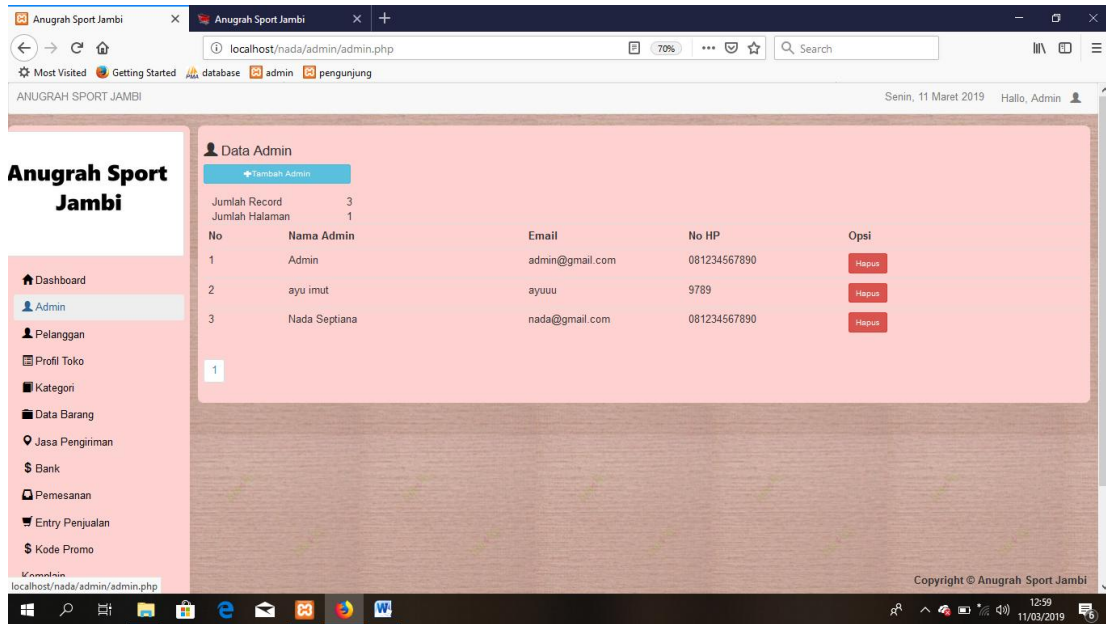 Anugrah Sport Jambi
Anugrah Sport Jambi
localhost/nada/admin/admin.php
70%
Search
Most Visited Getting Started database admin pengunjung
ANUGRAH SPORT JAMBI
Senin, 11 Maret 2019 Hallo, Admin
Anugrah Sport
Jambi
Dashboard
Admin
Pelanggan
Profil Toko
Kategori
Data Barang
Jasa Pengiriman
$ Bank
Pemesanan
Entry Penjualan
$ Kode Promo
Komplain
Data Admin
+Tambah Admin
Jumlah Record 3
Jumlah Halaman 1
No Nama Admin Email No HP Opsi
1 Admin admin@gmail.com 081234567890 Hapus
2 ayu imut ayuuu 9789 Hapus
3 Nada Septiana nada@gmail.com 081234567890 Hapus
1
Copyright © Anugrah Sport Jambi
localhost/nada/admin/admin.php
12:59
11/03/2019
6